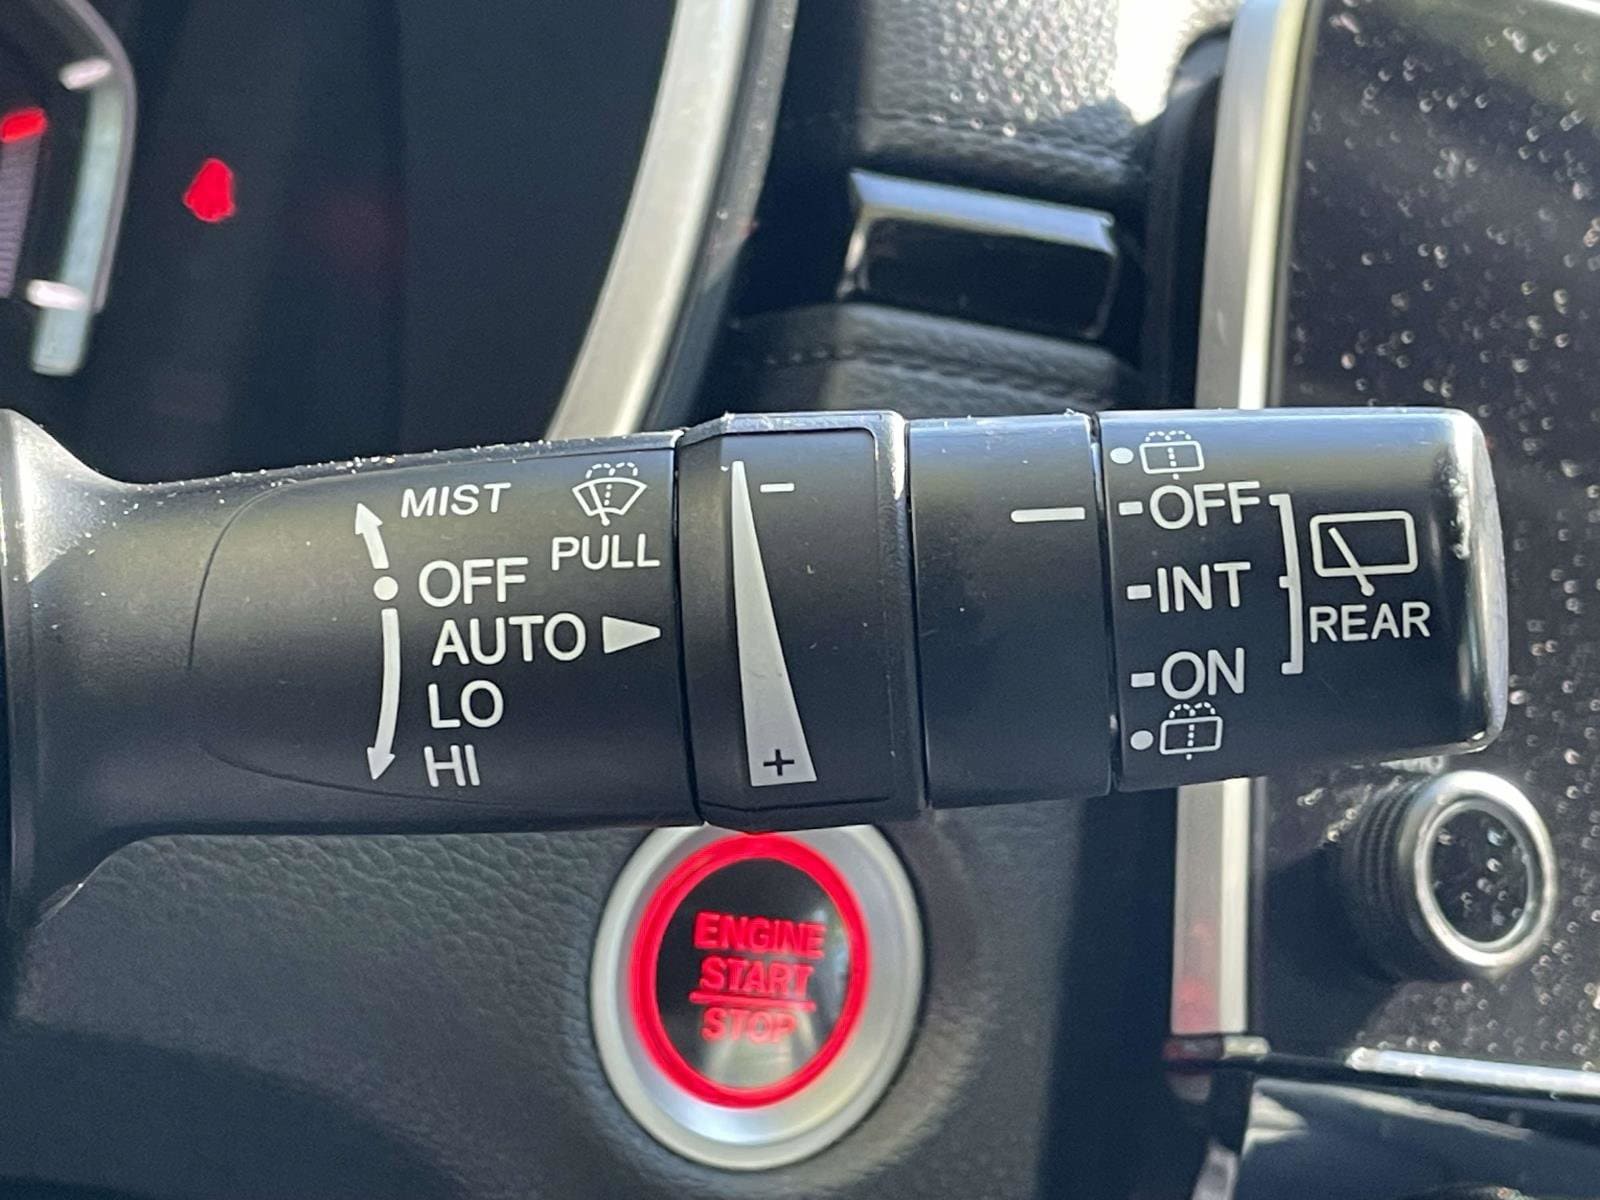 MIST
PULL
OFF
AUTO
LO
HI
-
+
OFF
INT
ON
REAR
ENGINE
START
STOP